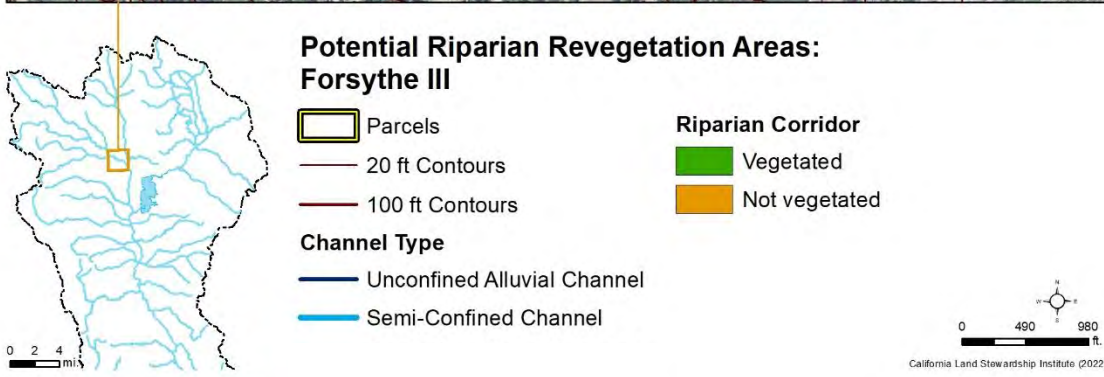 Potential Riparian Revegetation Areas:
Forsythe III
Parcels
20 ft Contours
100 ft Contours
Channel Type
Unconfined Alluvial Channel
Semi-Confined Channel
Riparian Corridor
Vegetated
Not vegetated
0 2 4
mi.
N
W E
S
0 490 980
ft.
California Land Stewardship Institute (2022